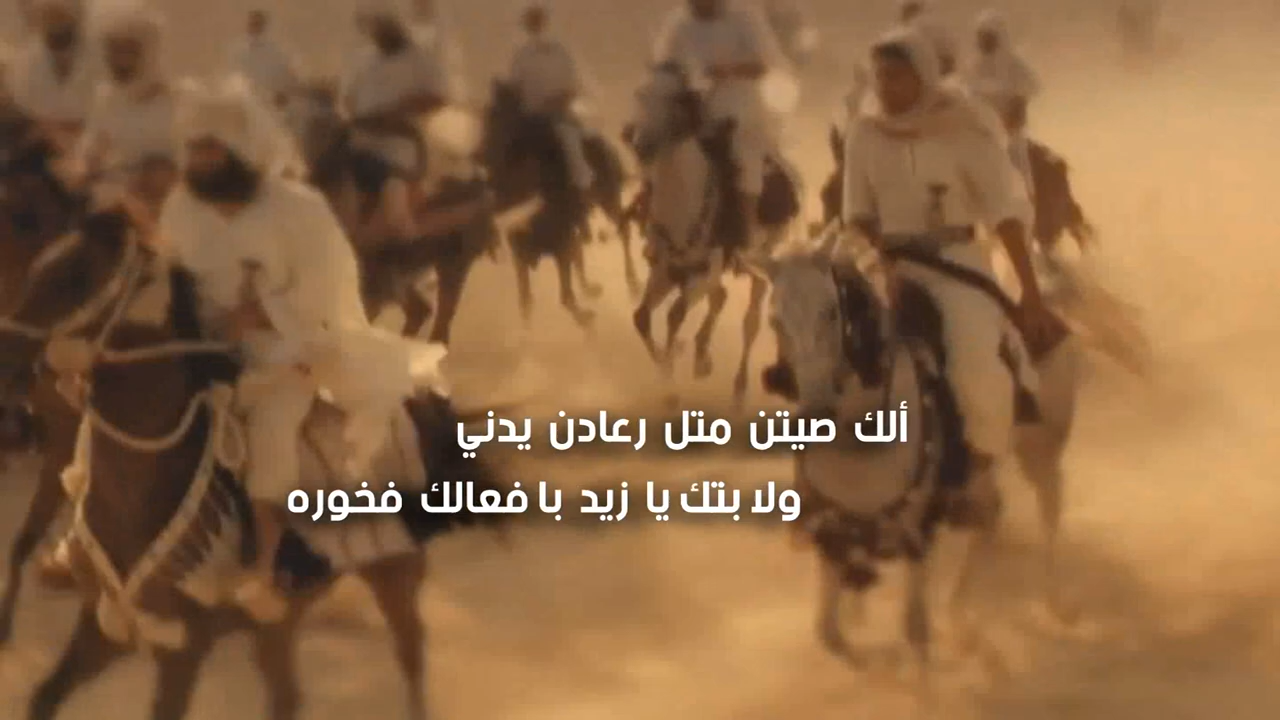 ألك صيتن متل رعادن يدني
ولا بتك يا زيد با فعالك فخوره